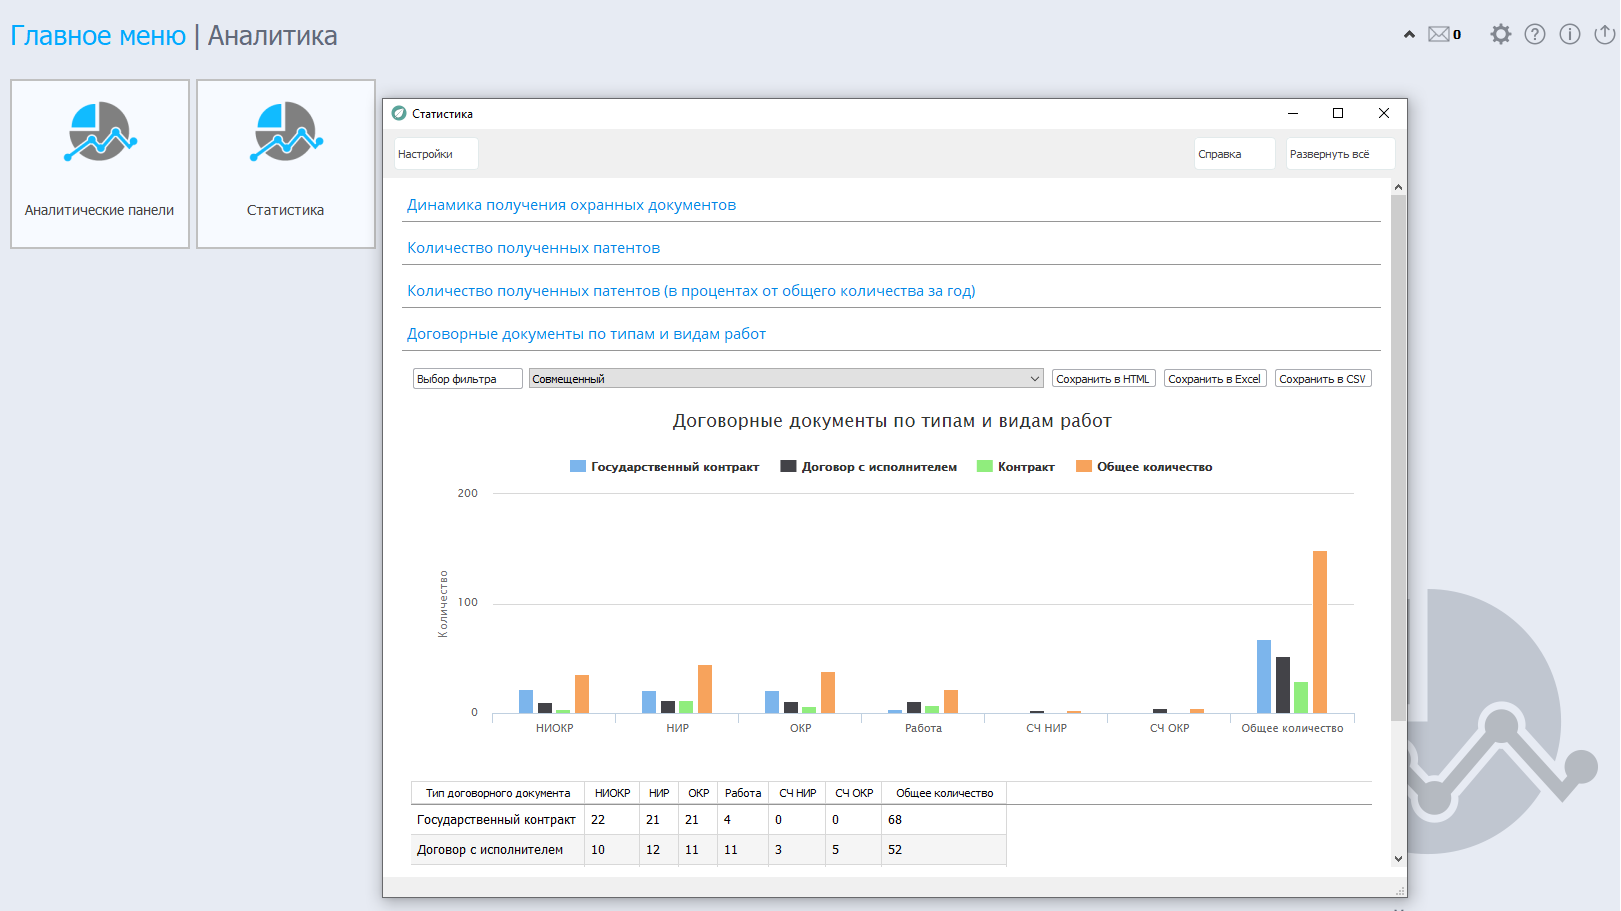 Главное меню | Аналитика
0
Аналитические панели
Статистика
Статистика
Настройки
Справка
Развернуть всё
Динамика получения охранных документов
Количество полученных патентов
Количество полученных патентов (в процентах от общего количества за год)
Договорные документы по типам и видам работ
Выбор фильтра
Совмещенный
Сохранить в HTML
Сохранить в Excel
Сохранить в CSV
Договорные документы по типам и видам работ
Государственный контракт Договор с исполнителем Контракт Общее количество
200
100
0
Количество
НИОКР НИР ОКР Работа СЧ НИР СЧ ОКР Общее количество
Тип договорного документа НИОКР НИР ОКР Работа СЧ НИР СЧ ОКР Общее количество
Государственный контракт 22 21 21 4 0 0 68
Договор с исполнителем 10 12 11 11 3 5 52